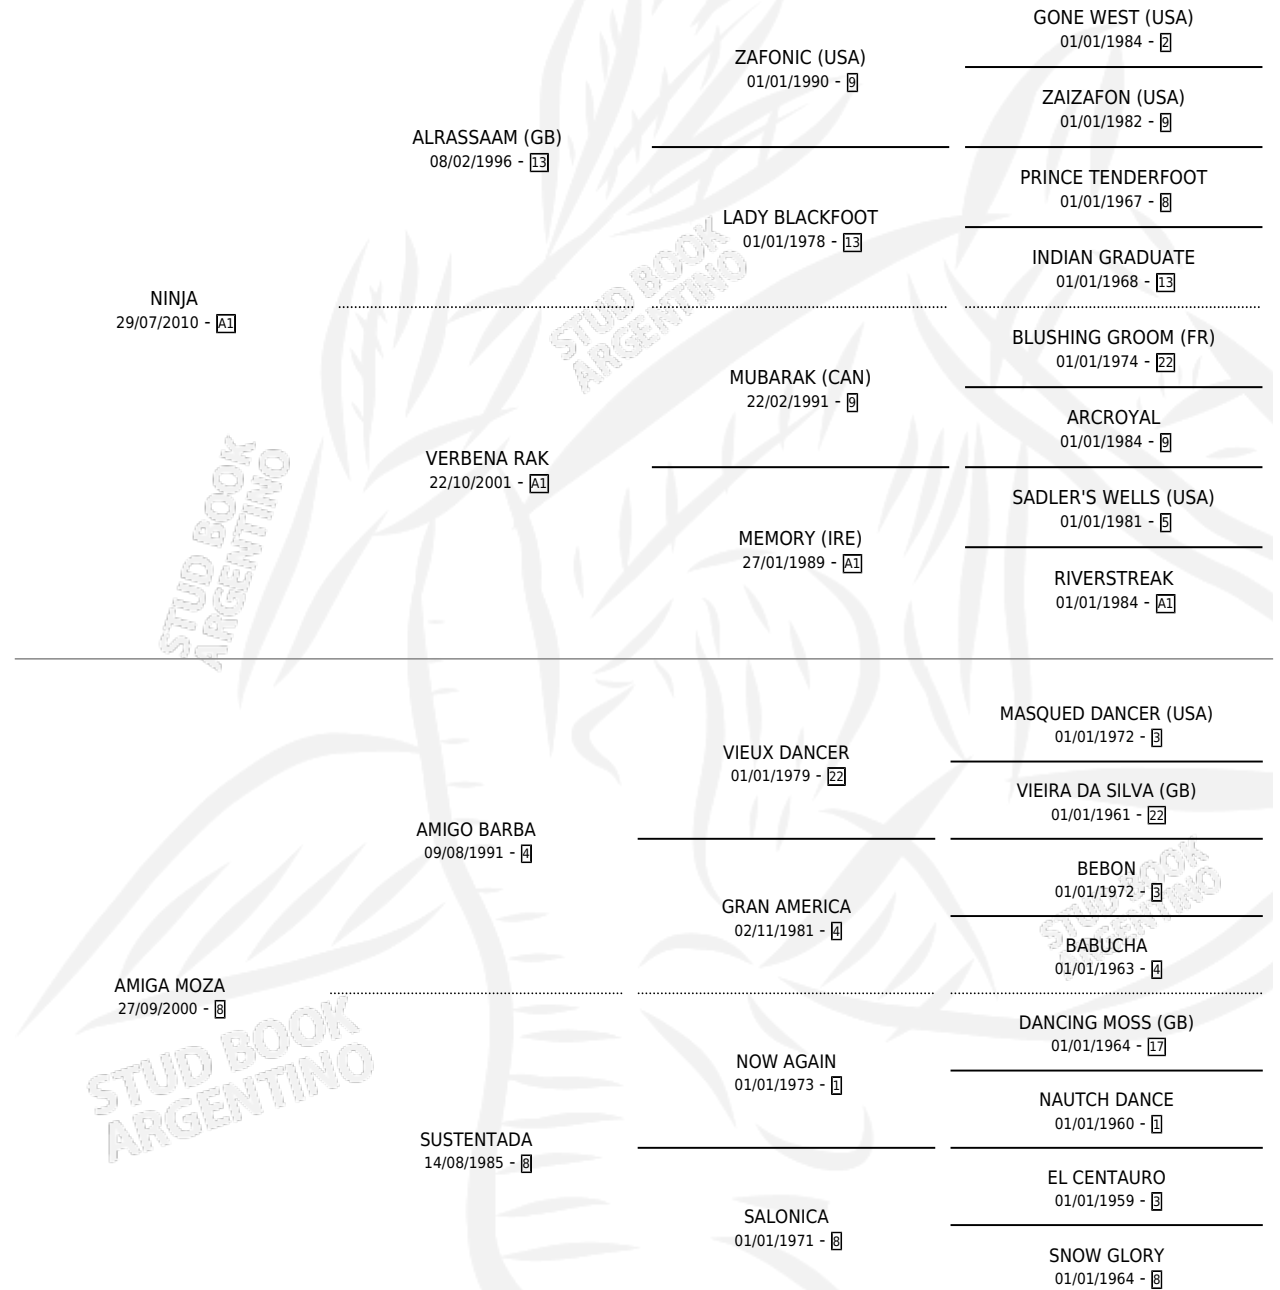 GONE WEST (USA)
01/01/1984 - 2
ZAFONIC (USA)
01/01/1990 - 9
ZAIZAFON (USA)
01/01/1982 - 9
ALRASSAAM (GB)
08/02/1996 - 13
PRINCE TENDERFOOT
01/01/1967 - 8
LADY BLACKFOOT
01/01/1978 - 13
INDIAN GRADUATE
01/01/1968 - 13
NINJA
29/07/2010 - A1
BLUSHING GROOM (FR)
01/01/1974 - 22
MUBARAK (CAN)
22/02/1991 - 9
ARCROYAL
01/01/1984 - 9
VERBENA RAK
22/10/2001 - A1
SADLER'S WELLS (USA)
01/01/1981 - 5
MEMORY (IRE)
27/01/1989 - A1
RIVERSTREAK
01/01/1984 - A1
MASQUED DANCER (USA)
01/01/1972 - 3
VIEUX DANCER
01/01/1979 - 22
VIEIRA DA SILVA (GB)
01/01/1961 - 22
AMIGO BARBA
09/08/1991 - 4
BEBON
01/01/1972 - 3
GRAN AMERICA
02/11/1981 - 4
BABUCHA
01/01/1963 - 4
AMIGA MOZA
27/09/2000 - 8
DANCING MOSS (GB)
01/01/1964 - 17
NOW AGAIN
01/01/1973 - 1
NAUTCH DANCE
01/01/1960 - 1
SUSTENTADA
14/08/1985 - 8
EL CENTAURO
01/01/1959 - 3
SALONICA
01/01/1971 - 8
SNOW GLORY
01/01/1964 - 8
STUD BOOK
ARGENTINO
STUD BOOK
ARGENTINO
STUD BOOK
ARGENTINO
STUD BOOK
ARGENTINO